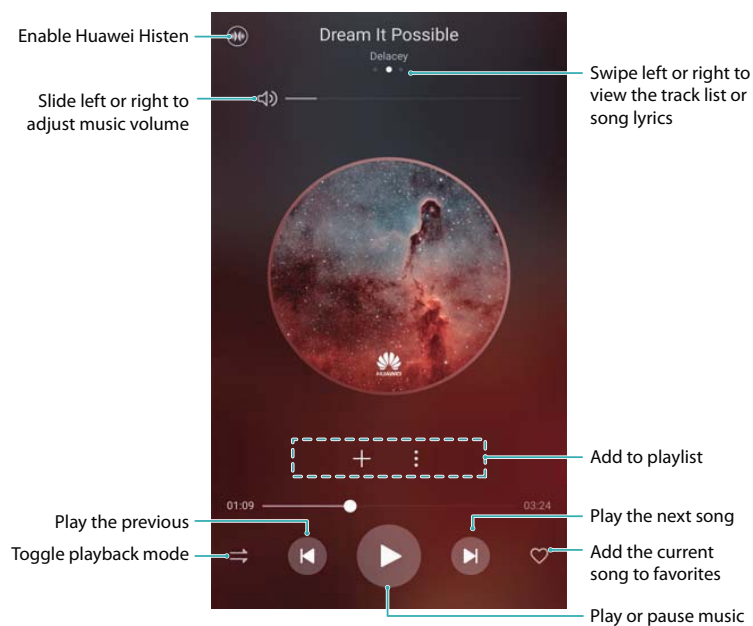 Enable Huawei Histen
Dream It Possible
Delacey
Swipe left or right to
view the track list or
song lyrics
Slide left or right to
adjust music volume
HUAWEI
Add to playlist
01:09
03:24
Play the previous
Play the next song
Toggle playback mode
Add the current
song to favorites
Play or pause music